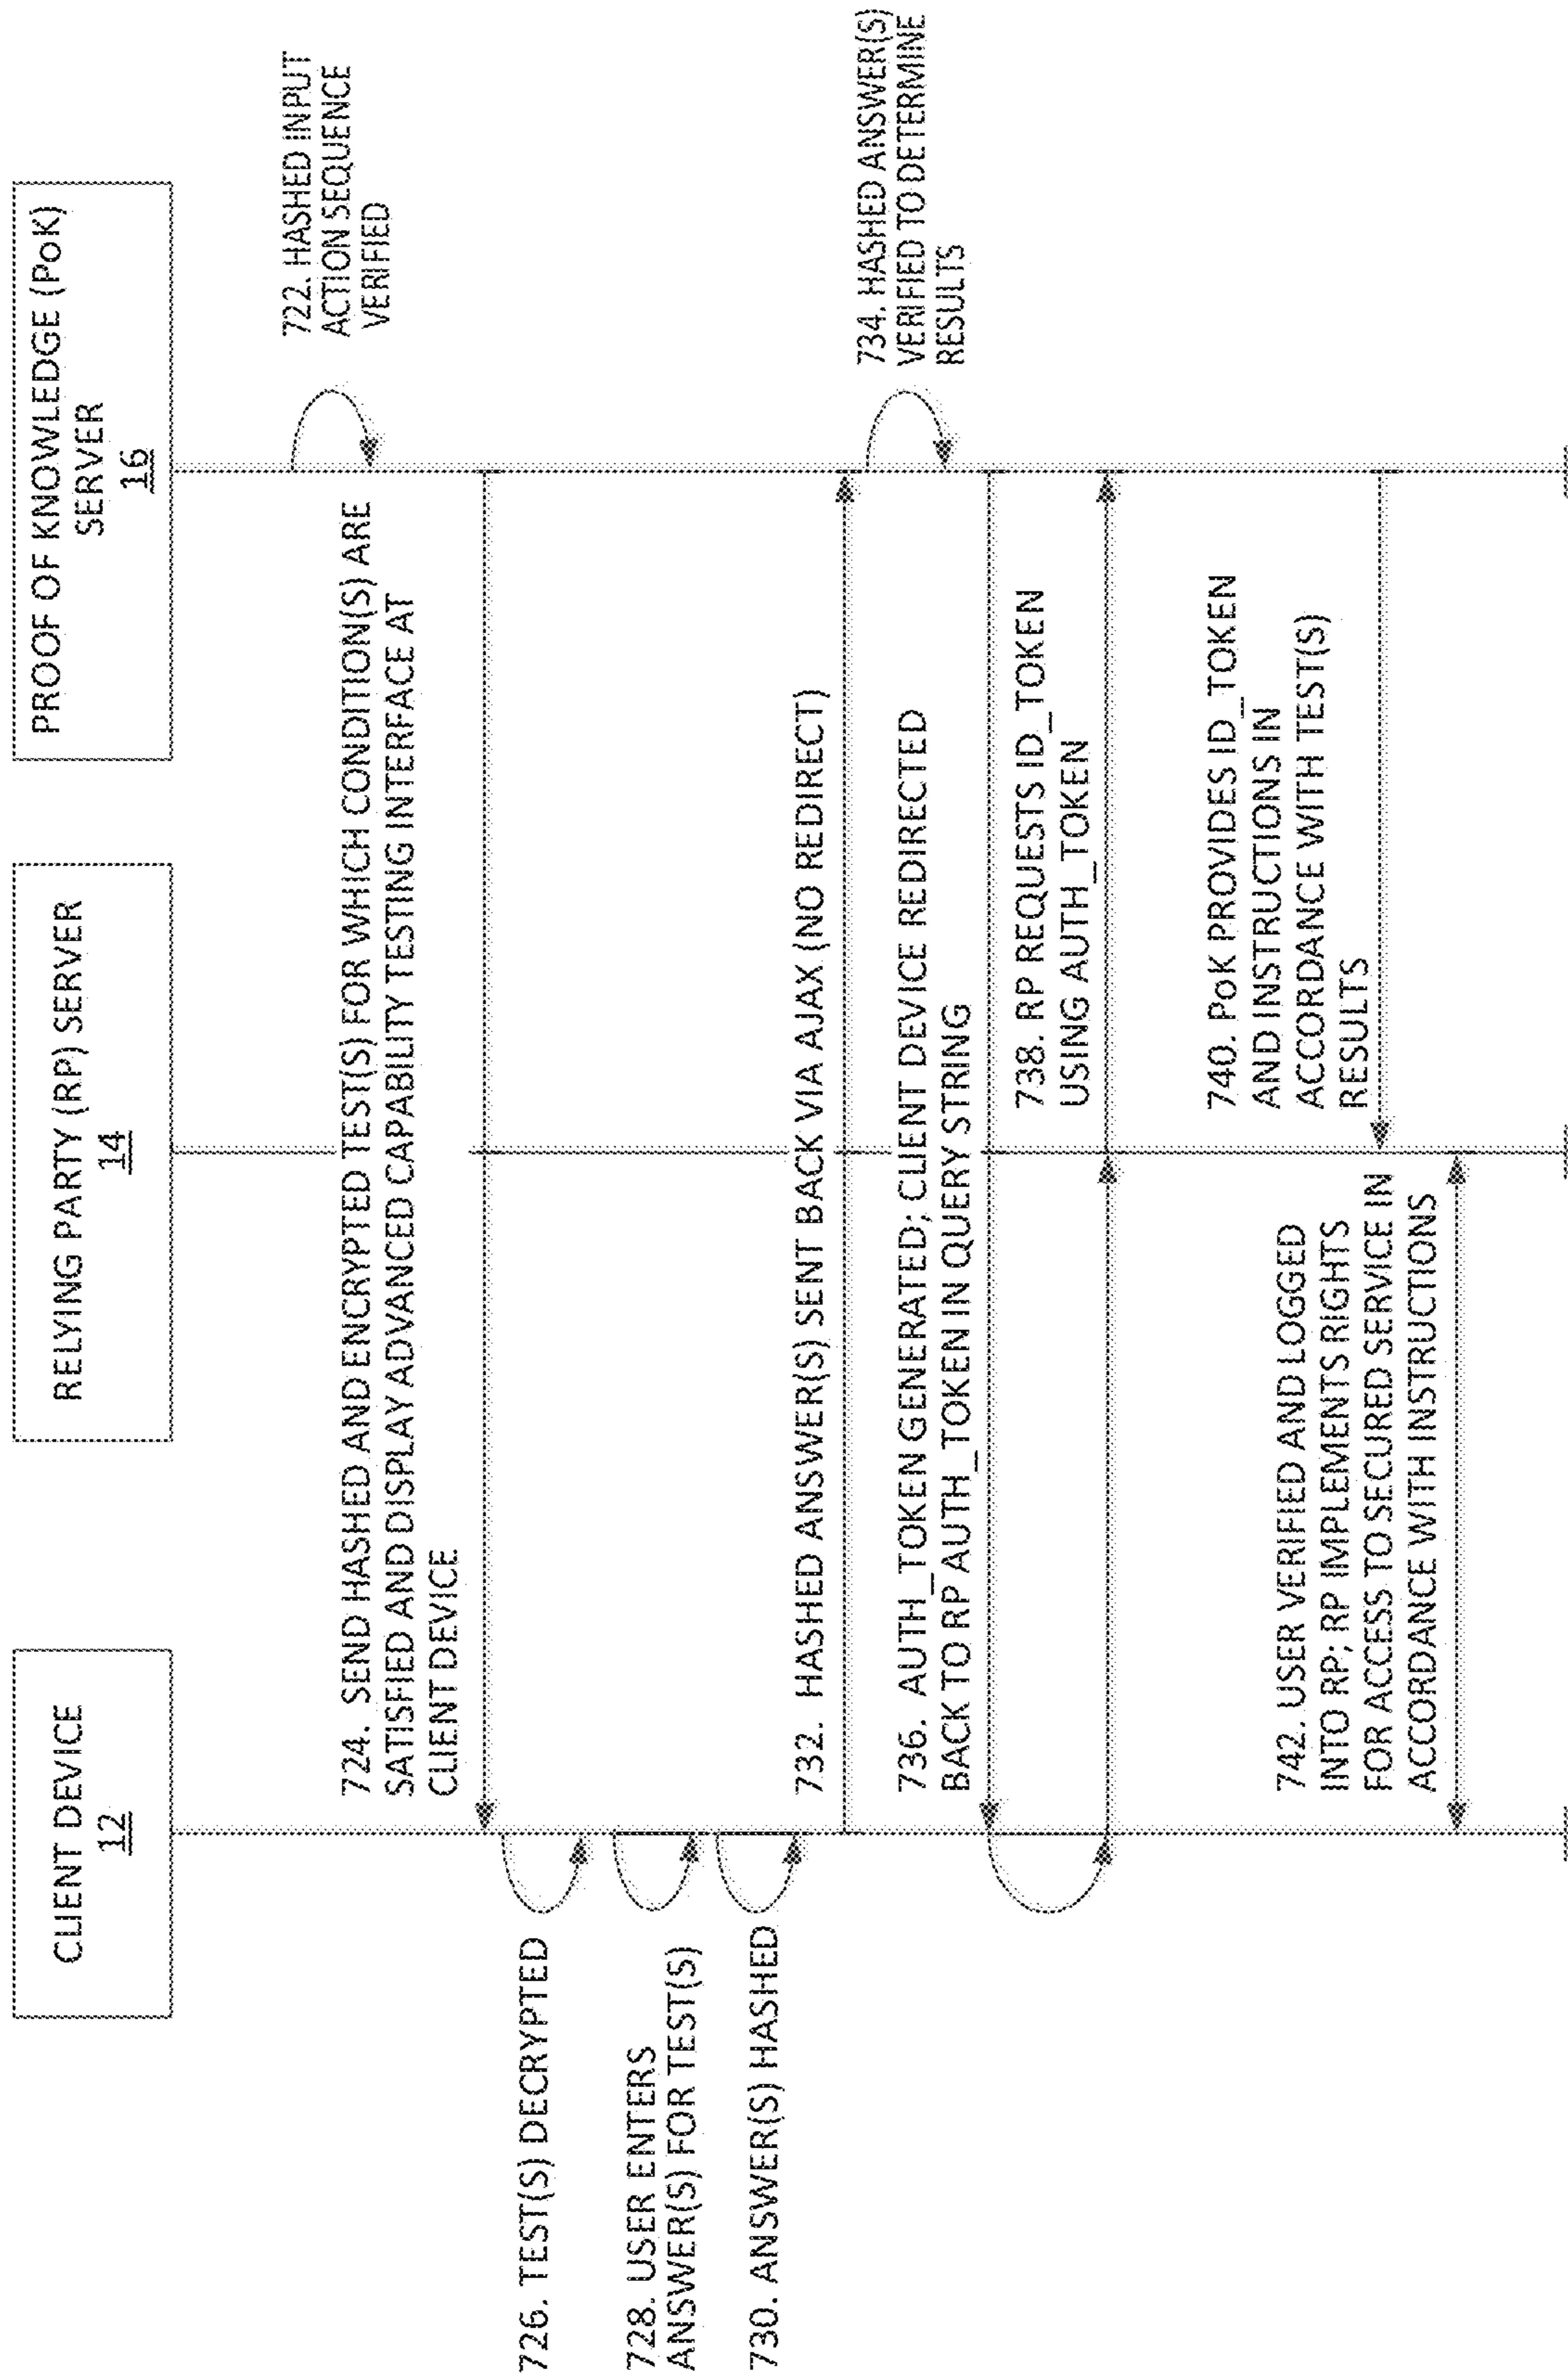 CLIENT DEVICE
12
RELYING PARTY (RP) SERVER
14
PROOF OF KNOWLEDGE (PoK)
SERVER
16
722. HASHED INPUT
ACTION SEQUENCE
VERIFIED
724. SEND HASHED AND ENCRYPTED TEST(S) FOR WHICH CONDITION(S) ARE
SATISFIED AND DISPLAY ADVANCED CAPABILITY TESTING INTERFACE AT
CLIENT DEVICE
726. TEST(S) DECRYPTED
728. USER ENTERS
ANSWER(S) FOR TEST(S)
730. ANSWER(S) HASHED
732. HASHED ANSWER(S) SENT BACK VIA AJAX (NO REDIRECT)
734. HASHED ANSWER(S)
VERIFIED TO DETERMINE
RESULTS
736. AUTH_TOKEN GENERATED; CLIENT DEVICE REDIRECTED
BACK TO RP AUTH_TOKEN IN QUERY STRING
738. RP REQUESTS ID_TOKEN
USING AUTH_TOKEN
740. PoK PROVIDES ID_TOKEN
AND INSTRUCTIONS IN
ACCORDANCE WITH TEST(S)
RESULTS
742. USER VERIFIED AND LOGGED
INTO RP; RP IMPLEMENTS RIGHTS
FOR ACCESS TO SECURED SERVICE IN
ACCORDANCE WITH INSTRUCTIONS